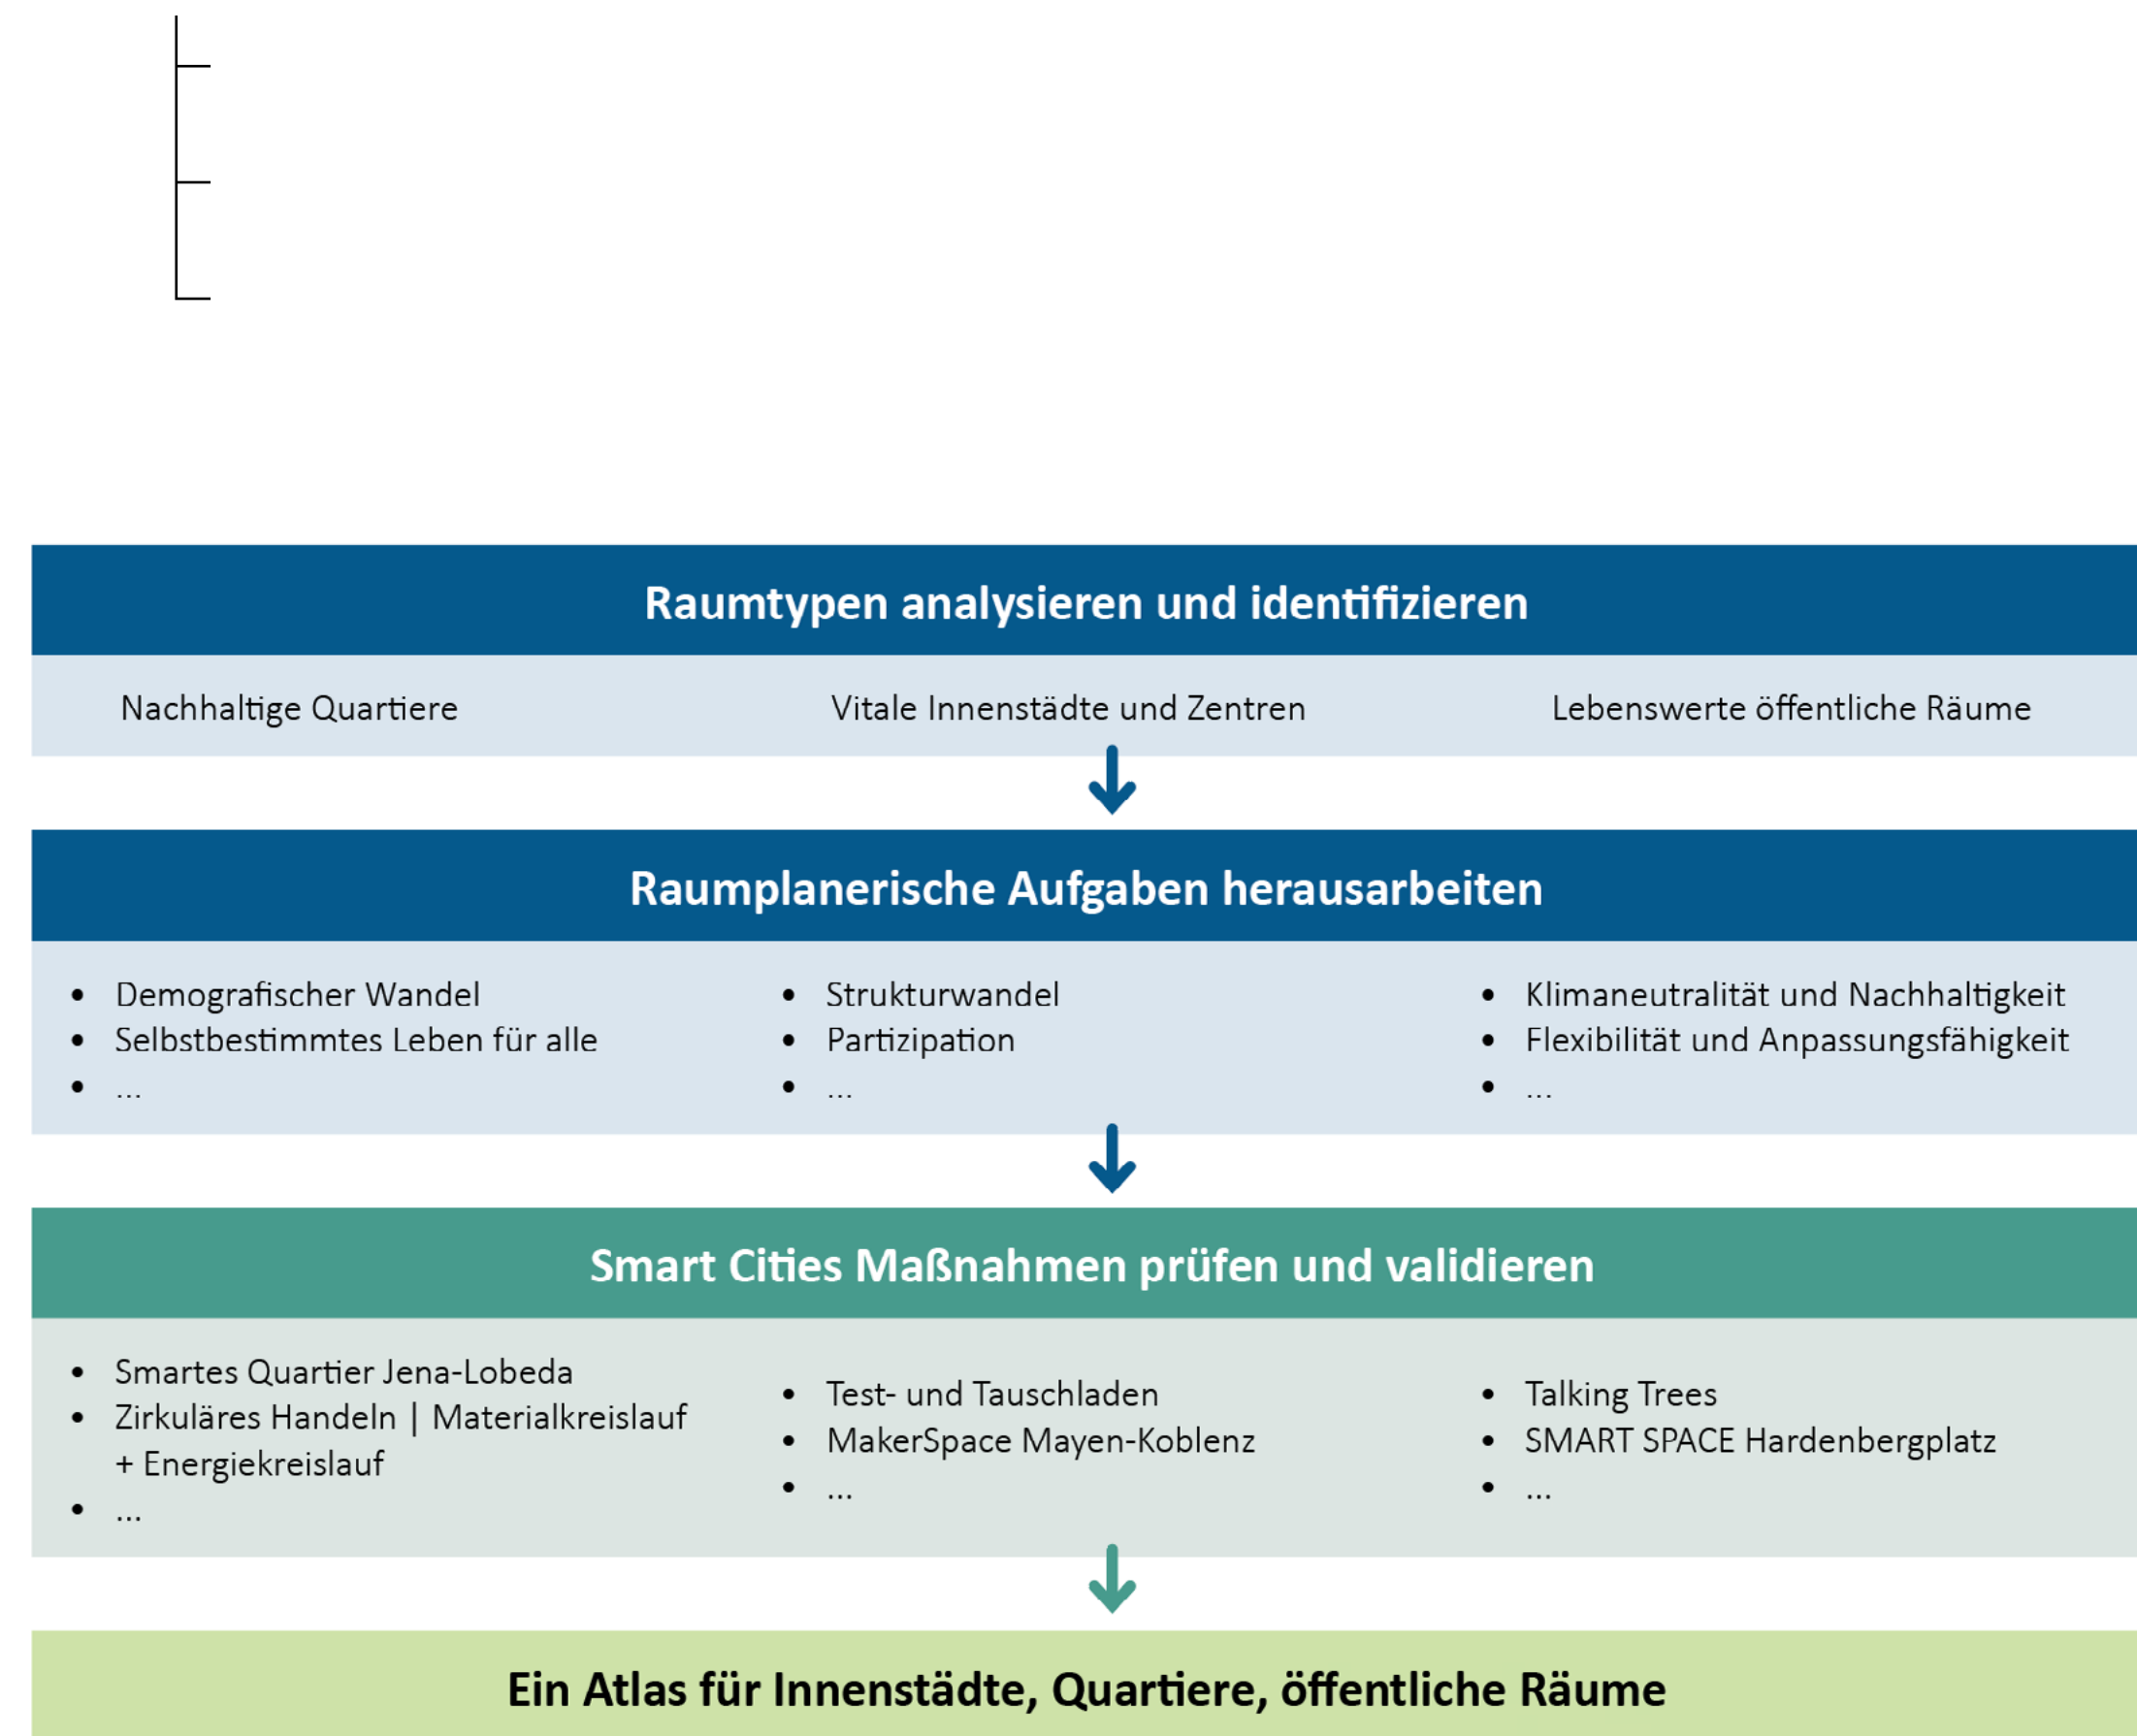 Raumtypen analysieren und identifizieren
Nachhaltige Quartiere
Vitale Innenstädte und Zentren
Lebenswerte öffentliche Räume
Raumplanerische Aufgaben herausarbeiten
• Demografischer Wandel
• Selbstbestimmtes Leben für alle
• ...
• Strukturwandel
• Partizipation
• ...
• Klimaneutralität und Nachhaltigkeit
• Flexibilität und Anpassungsfähigkeit
• ...
Smart Cities Maßnahmen prüfen und validieren
• Smartes Quartier Jena-Lobeda
• Zirkuläres Handeln | Materialkreislauf
+ Energiekreislauf
• ...
• Test- und Tauschladen
• MakerSpace Mayen-Koblenz
• ...
• Talking Trees
• SMART SPACE Hardenbergplatz
• ...
Ein Atlas für Innenstädte, Quartiere, öffentliche Räume